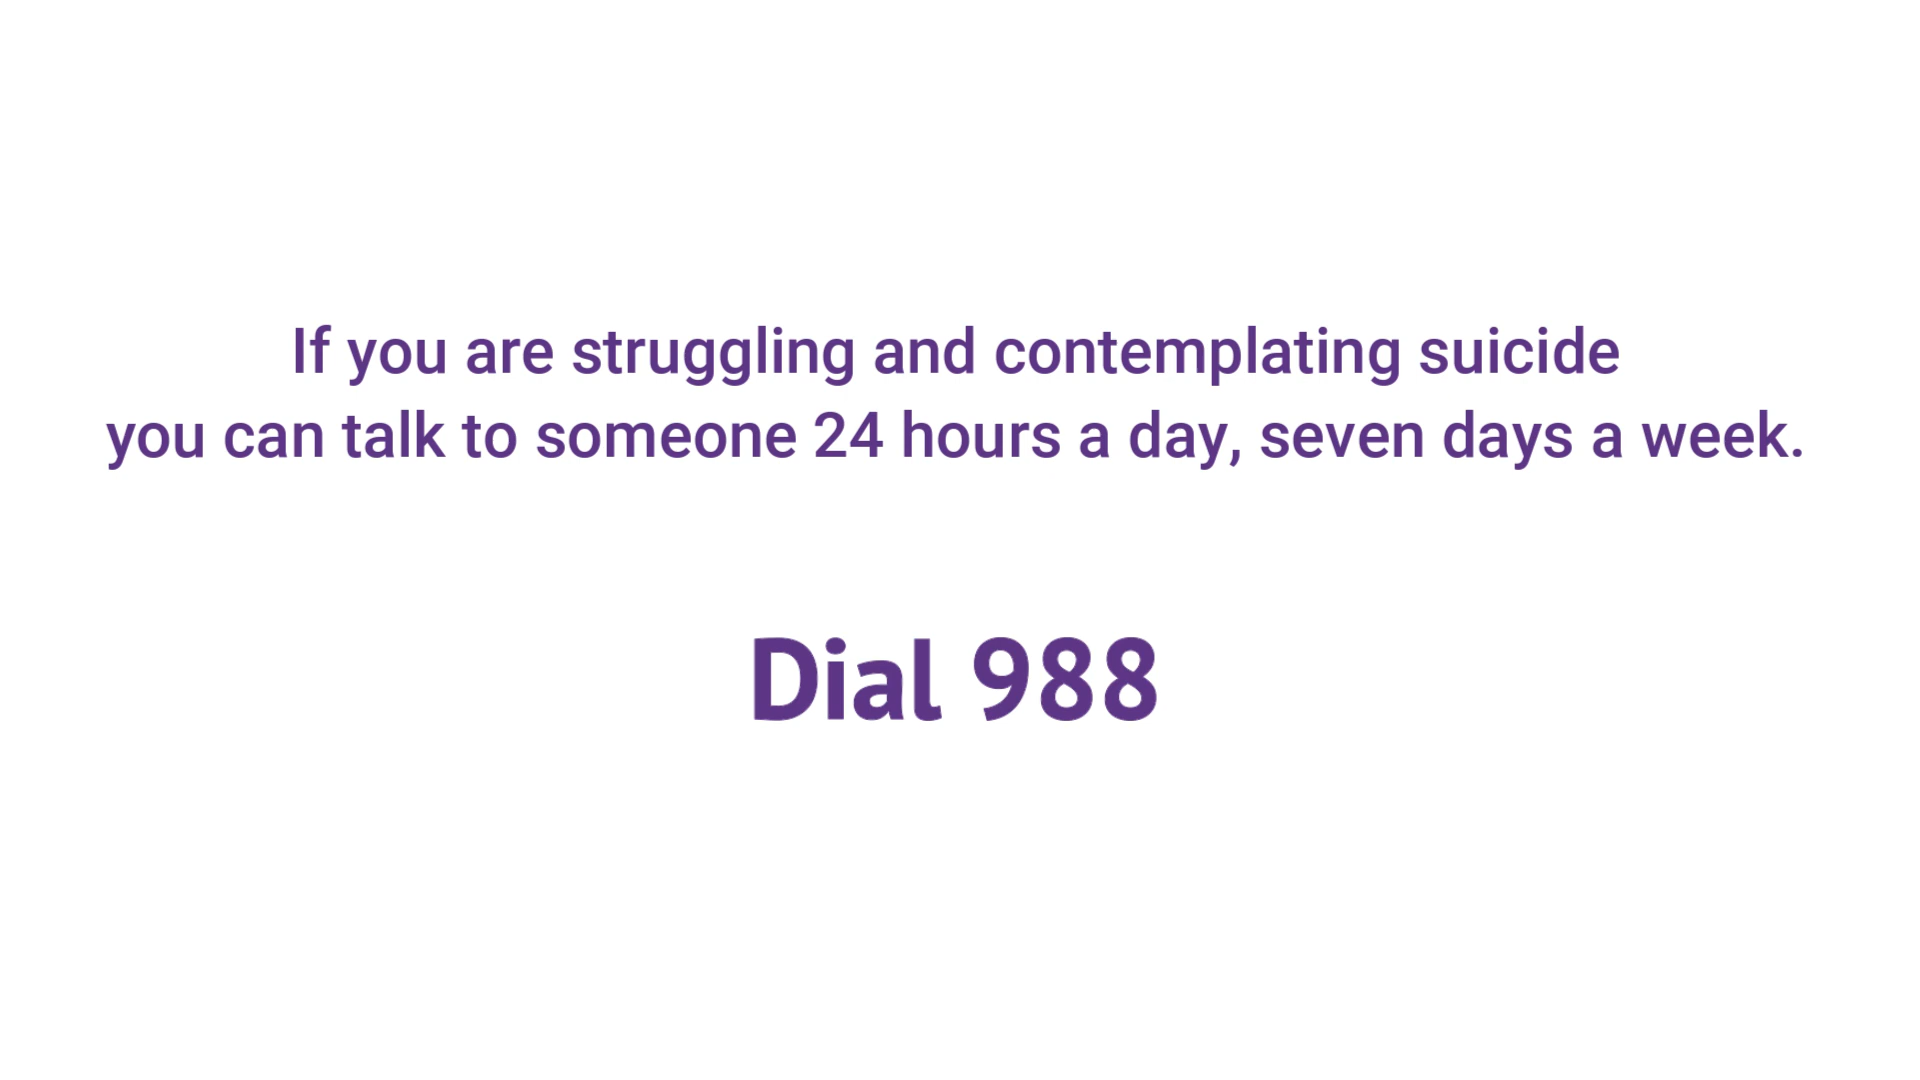 If you are struggling and contemplating suicide
you can talk to someone 24 hours a day, seven days a week.
Dial 988